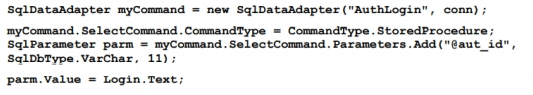 SqlDataAdapter myCommand = new SqlDataAdapter("AuthLogin", conn);
myCommand.SelectCommand.CommandType = CommandType.StoredProcedure;
SqlParameter parm = myCommand.SelectCommand.Parameters.Add("@aut_id",
SqlDbType.VarChar, 11);
parm.Value = Login.Text;